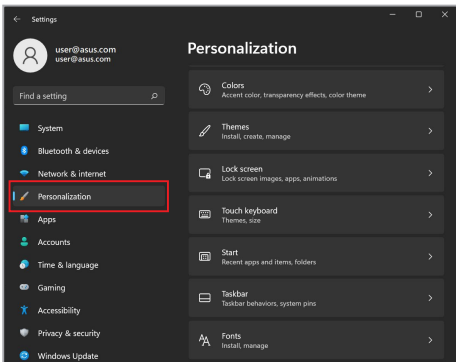 Settings
user@asus.com
user@asus.com
Find a setting
System
Bluetooth & devices
Network & internet
Personalization
Apps
Accounts
Time & language
Gaming
Accessibility
Privacy & security
Windows Update
Personalization
Colors
Accent color, transparency effects, color theme
Themes
Install, create, manage
Lock screen
Lock screen images, apps, animations
Touch keyboard
Themes, size
Start
Recent apps and items, folders
Taskbar
Taskbar behaviors, system pins
Fonts
Install, manage